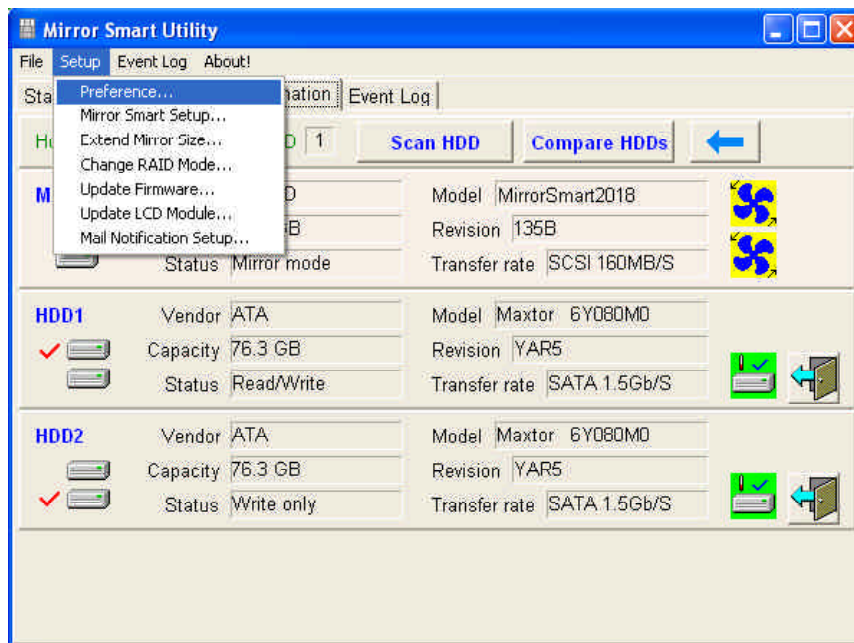 Mirror Smart Utility
File Setup Event Log About!
Sta
Preference...
Mirror Smart Setup...
Extend Mirror Size...
Change RAID Mode...
Update Firmware...
Update LCD Module...
Mail Notification Setup...
nation Event Log
D 1 Scan HDD Compare HDDs
M D Model MirrorSmart2018
B Revision 135B
Status Mirror mode Transfer rate SCSI 160MB/S
HDD1 Vendor ATA Model Maxtor 6Y080M0
Capacity 76.3 GB Revision YAR5
Status Read/Write Transfer rate SATA 1.5Gb/S
HDD2 Vendor ATA Model Maxtor 6Y080M0
Capacity 76.3 GB Revision YAR5
Status Write only Transfer rate SATA 1.5Gb/S